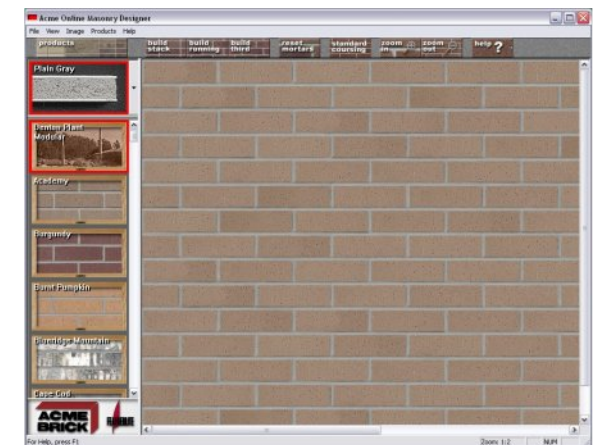 Acme Online Masonry Designer
File View Image Products Help
products build stack build running build third reset mortars standard coursing zoom in zoom out help ?
Plain Gray
Denton Plant
Modular
Academy
Burgundy
Burnt Pumpkin
Blueridge Mountain
Cape Cod
ACME
BRICK
For Help, press F1 Zoom: 1:2 NUM